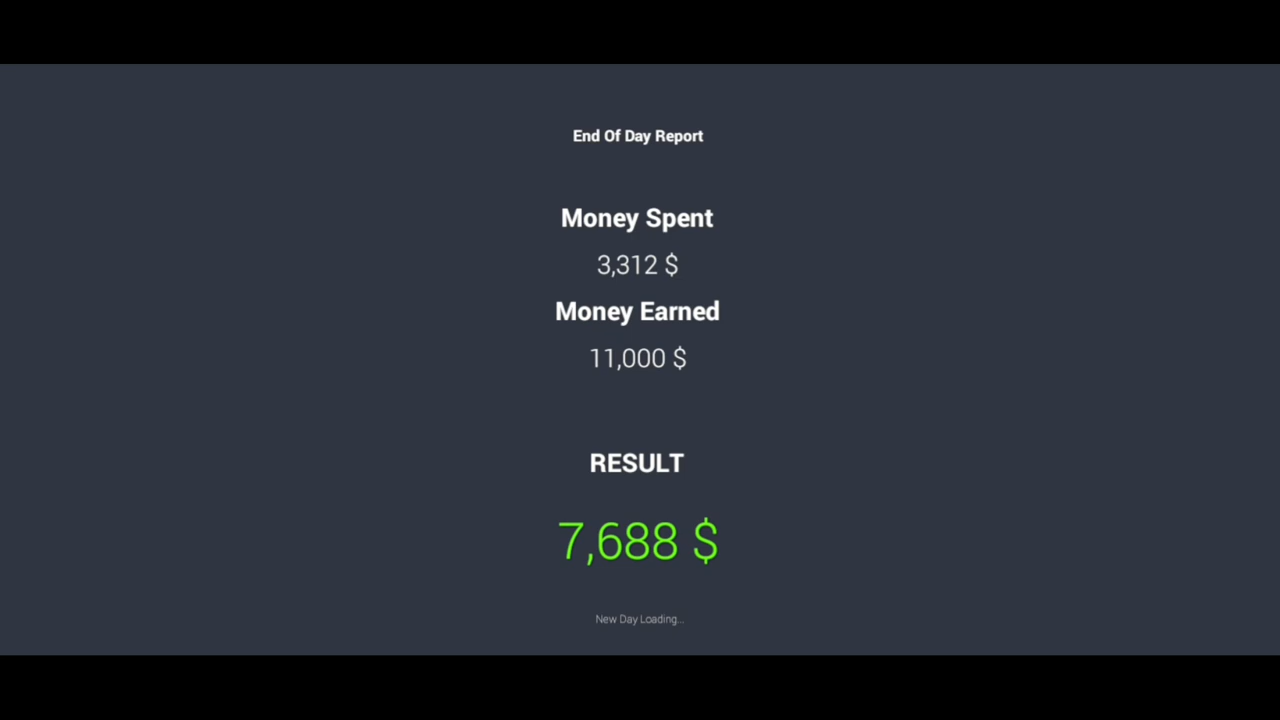 End Of Day Report
Money Spent
3,312 $
Money Earned
11,000 $
RESULT
7,688 $
New Day Loading...